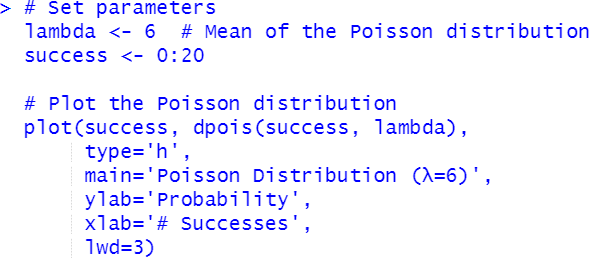 > # Set parameters
  lambda <- 6  # Mean of the Poisson distribution
  success <- 0:20

  # Plot the Poisson distribution
  plot(success, dpois(success, lambda),
       type='h',
       main='Poisson Distribution (λ=6)',
       ylab='Probability',
       xlab='# Successes',
       lwd=3)